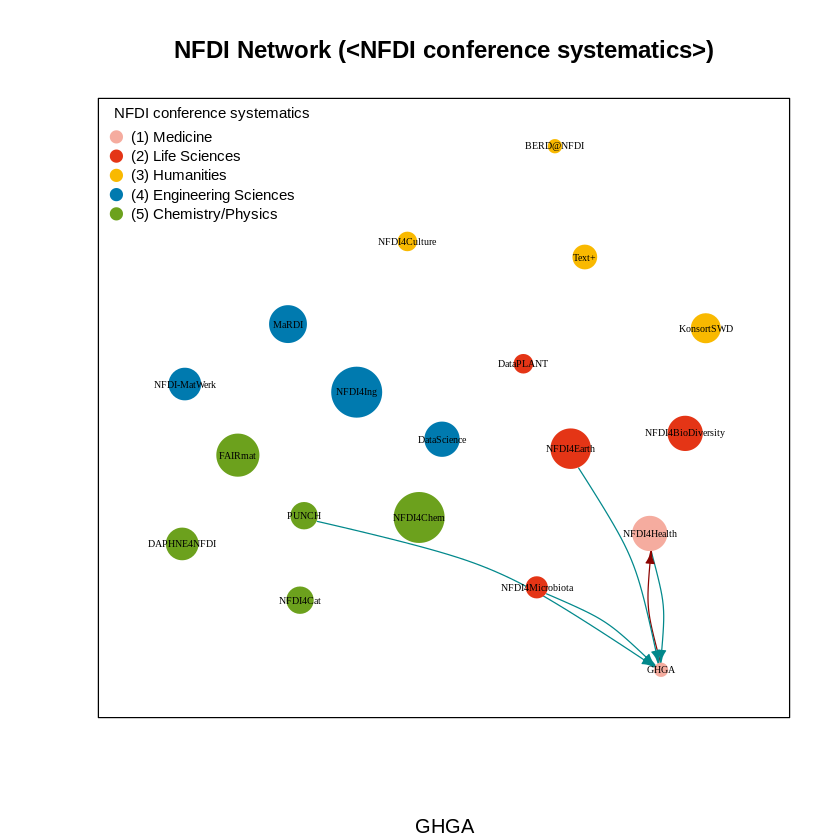 NFDI Network (<NFDI conference systematics>)
NFDI conference systematics
(1) Medicine
(2) Life Sciences
(3) Humanities
(4) Engineering Sciences
(5) Chemistry/Physics
BERD@NFDI
NFDI4Culture
Text+
MaRDI
KonsortSWD
DataPLANT
NFDI-MatWerk
NFDI4Ing
NFDI4BioDiversity
DataScience
NFDI4Earth
FAIRmat
PUNCH
NFDI4Chem
NFDI4Health
DAPHNE4NFDI
NFDI4Microbiota
NFDI4Cat
GHGA
GHGA